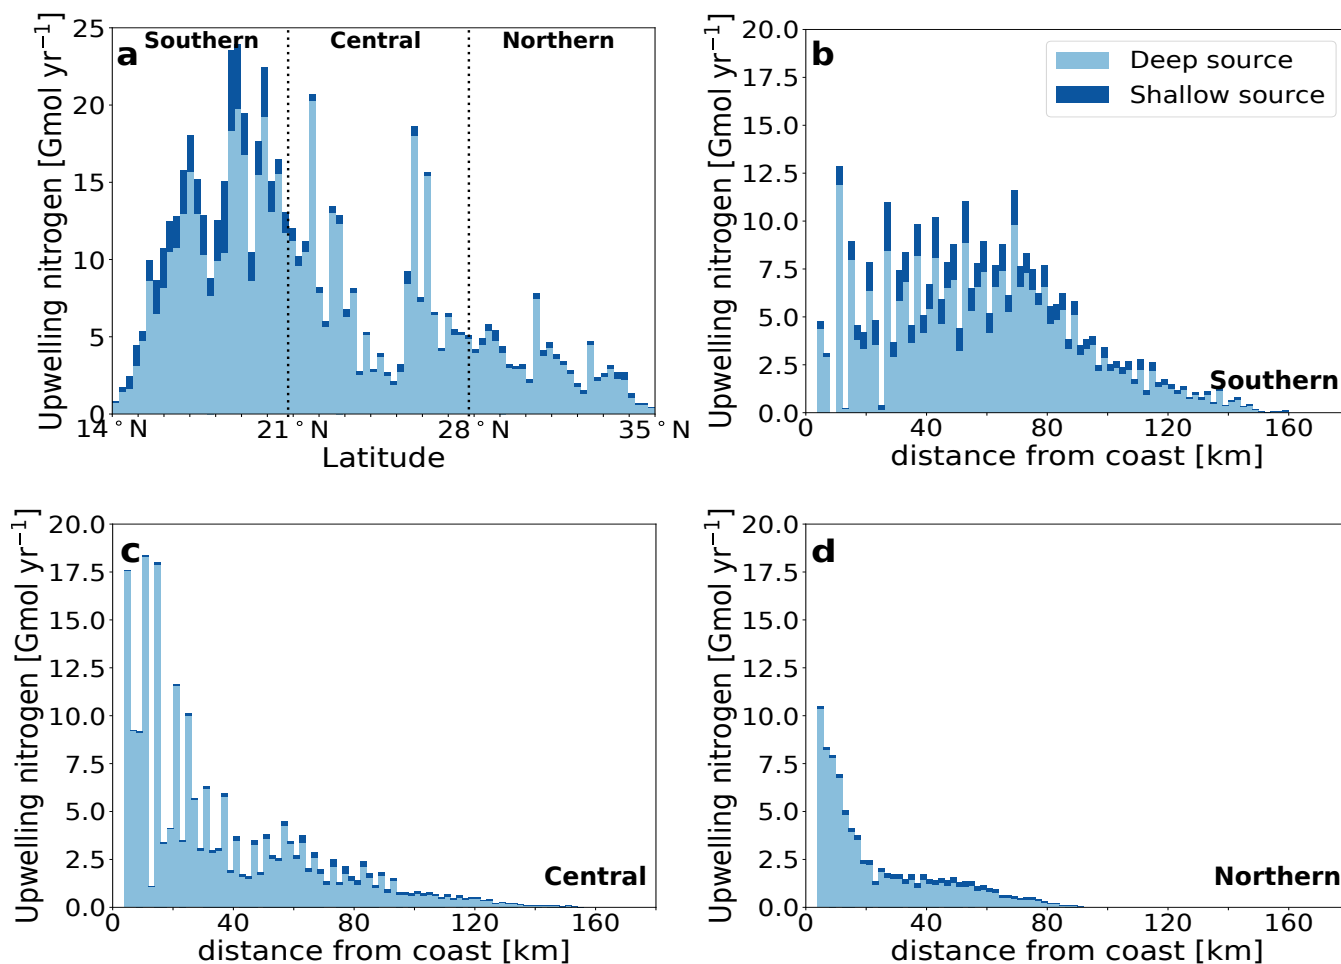 a
Southern
Central
Northern
Upwelling nitrogen [Gmol yr⁻¹]
25
20
15
10
5
0
14°N
21°N
28°N
35°N
Latitude
b
Deep source
Shallow source
Upwelling nitrogen [Gmol yr⁻¹]
20.0
17.5
15.0
12.5
10.0
7.5
5.0
2.5
0.0
Southern
0
40
80
120
160
distance from coast [km]
c
Upwelling nitrogen [Gmol yr⁻¹]
20.0
17.5
15.0
12.5
10.0
7.5
5.0
2.5
0.0
Central
0
40
80
120
160
distance from coast [km]
d
Upwelling nitrogen [Gmol yr⁻¹]
20.0
17.5
15.0
12.5
10.0
7.5
5.0
2.5
0.0
Northern
0
40
80
120
160
distance from coast [km]